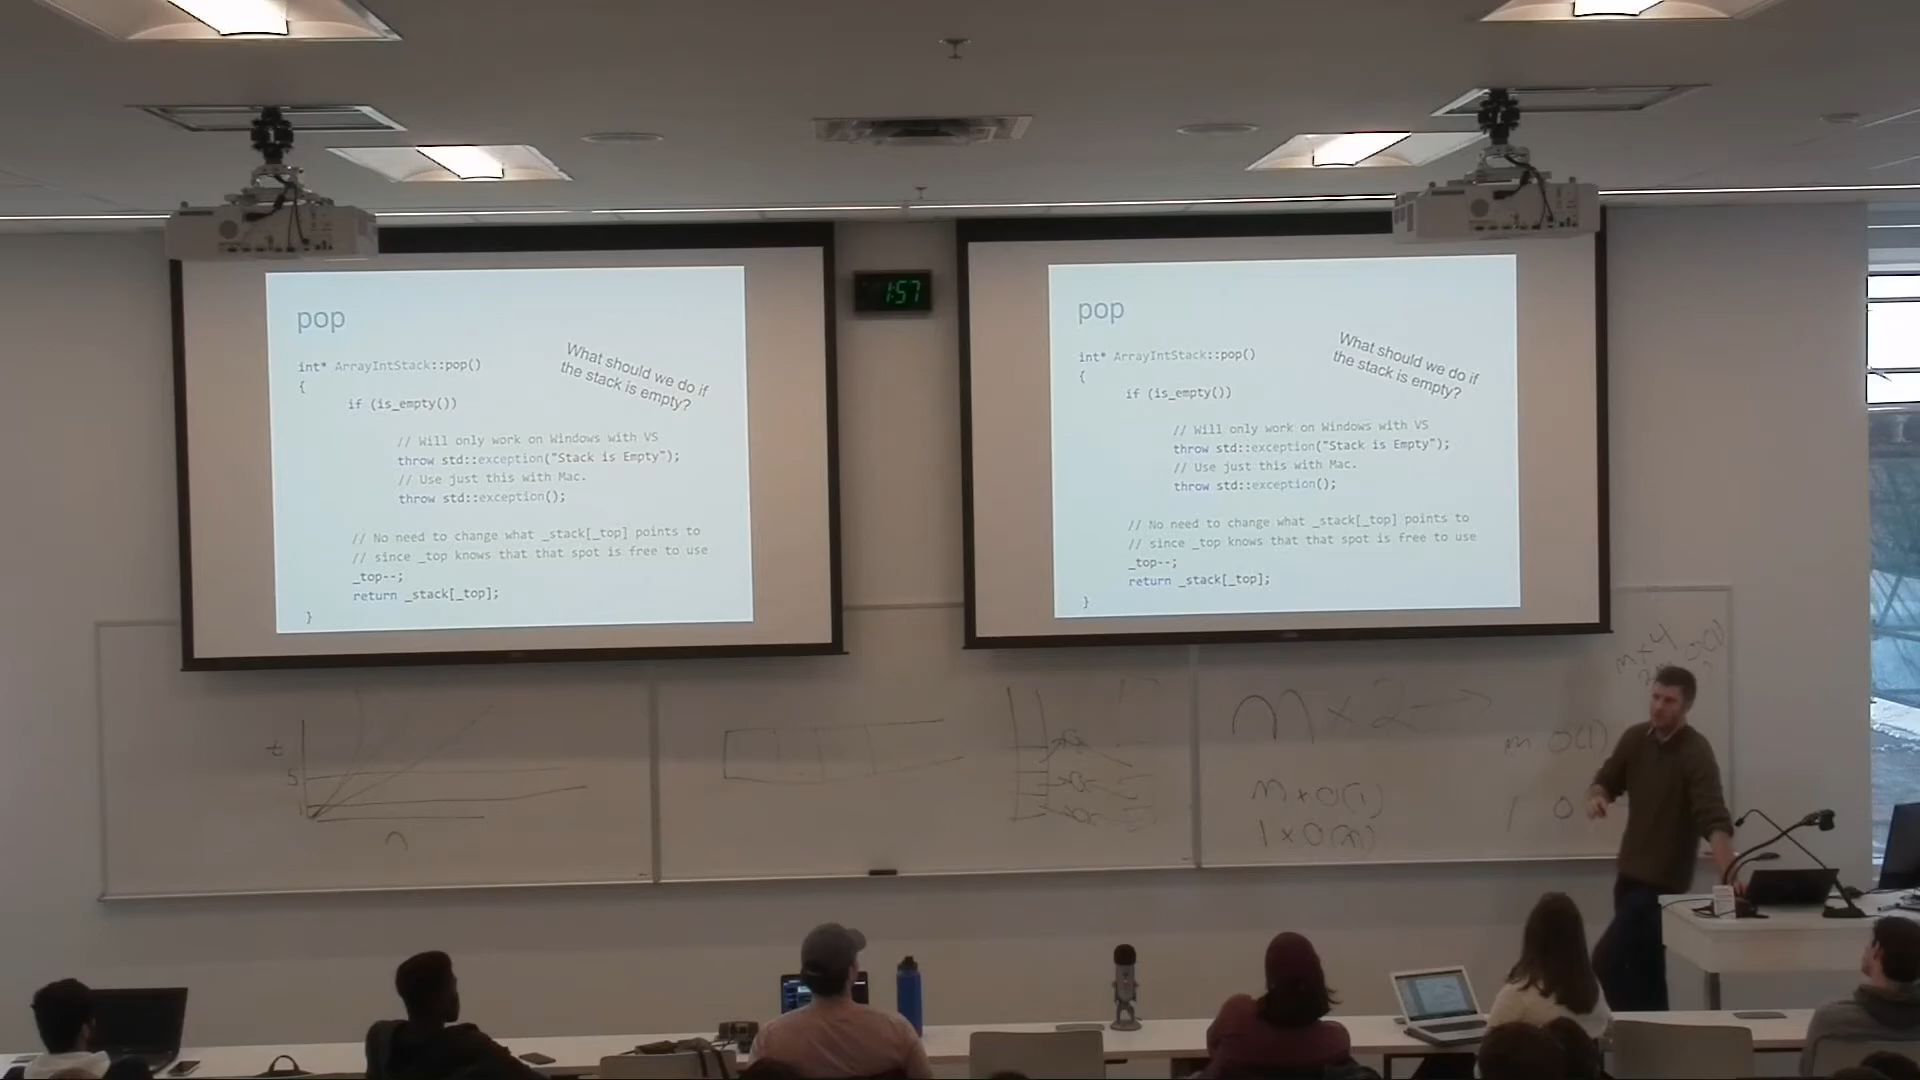 pop
What should we do if
the stack is empty?
int* ArrayIntStack::pop()
{
if (is_empty())
// Will only work on Windows with VS
throw std::exception("Stack is Empty");
// Use just this with Mac.
throw std::exception();
// No need to change what _stack[_top] points to
// since _top knows that that spot is free to use
_top--;
return _stack[_top];
}
1:57
pop
What should we do if
the stack is empty?
int* ArrayIntStack::pop()
{
if (is_empty())
// Will only work on Windows with VS
throw std::exception("Stack is Empty");
// Use just this with Mac.
throw std::exception();
// No need to change what _stack[_top] points to
// since _top knows that that spot is free to use
_top--;
return _stack[_top];
}
t
5
1
n
m × 2
m × O(1)
1 × O(m)
m × 4
O(1)
m O(1)
1 O